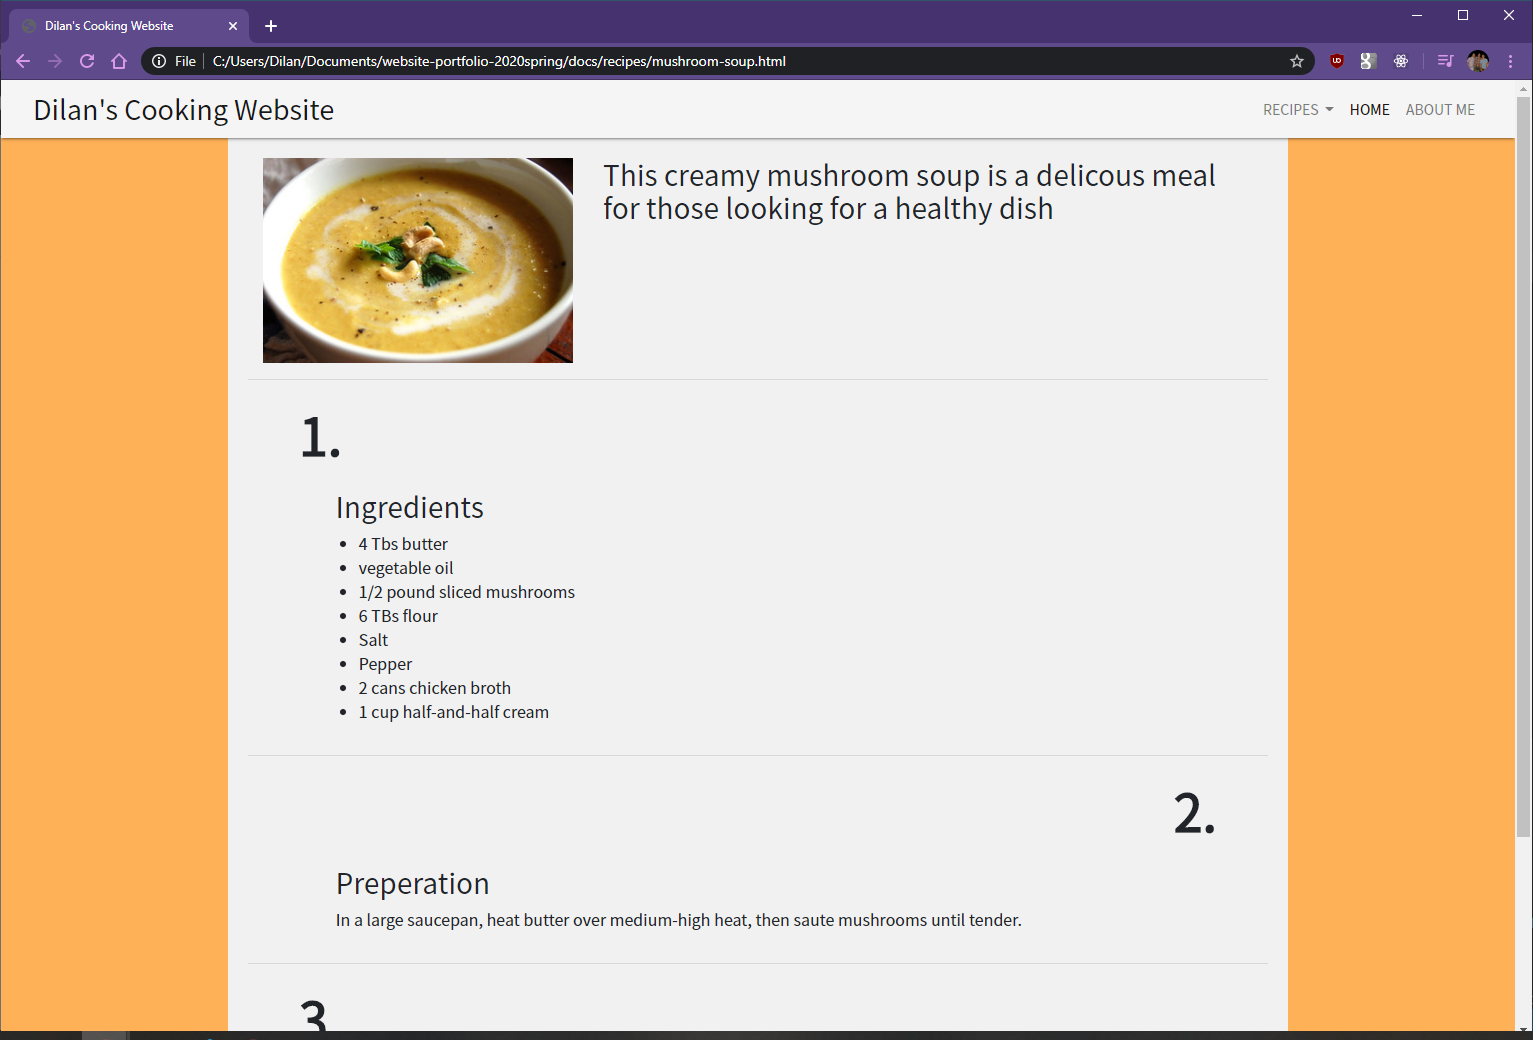 Dilan's Cooking Website
File
C:/Users/Dilan/Documents/website-portfolio-2020spring/docs/recipes/mushroom-soup.html
Dilan's Cooking Website
RECIPES HOME ABOUT ME
This creamy mushroom soup is a delicous meal
for those looking for a healthy dish
1.
Ingredients
• 4 Tbs butter
• vegetable oil
• 1/2 pound sliced mushrooms
• 6 TBs flour
• Salt
• Pepper
• 2 cans chicken broth
• 1 cup half-and-half cream
2.
Preperation
In a large saucepan, heat butter over medium-high heat, then saute mushrooms until tender.
3.